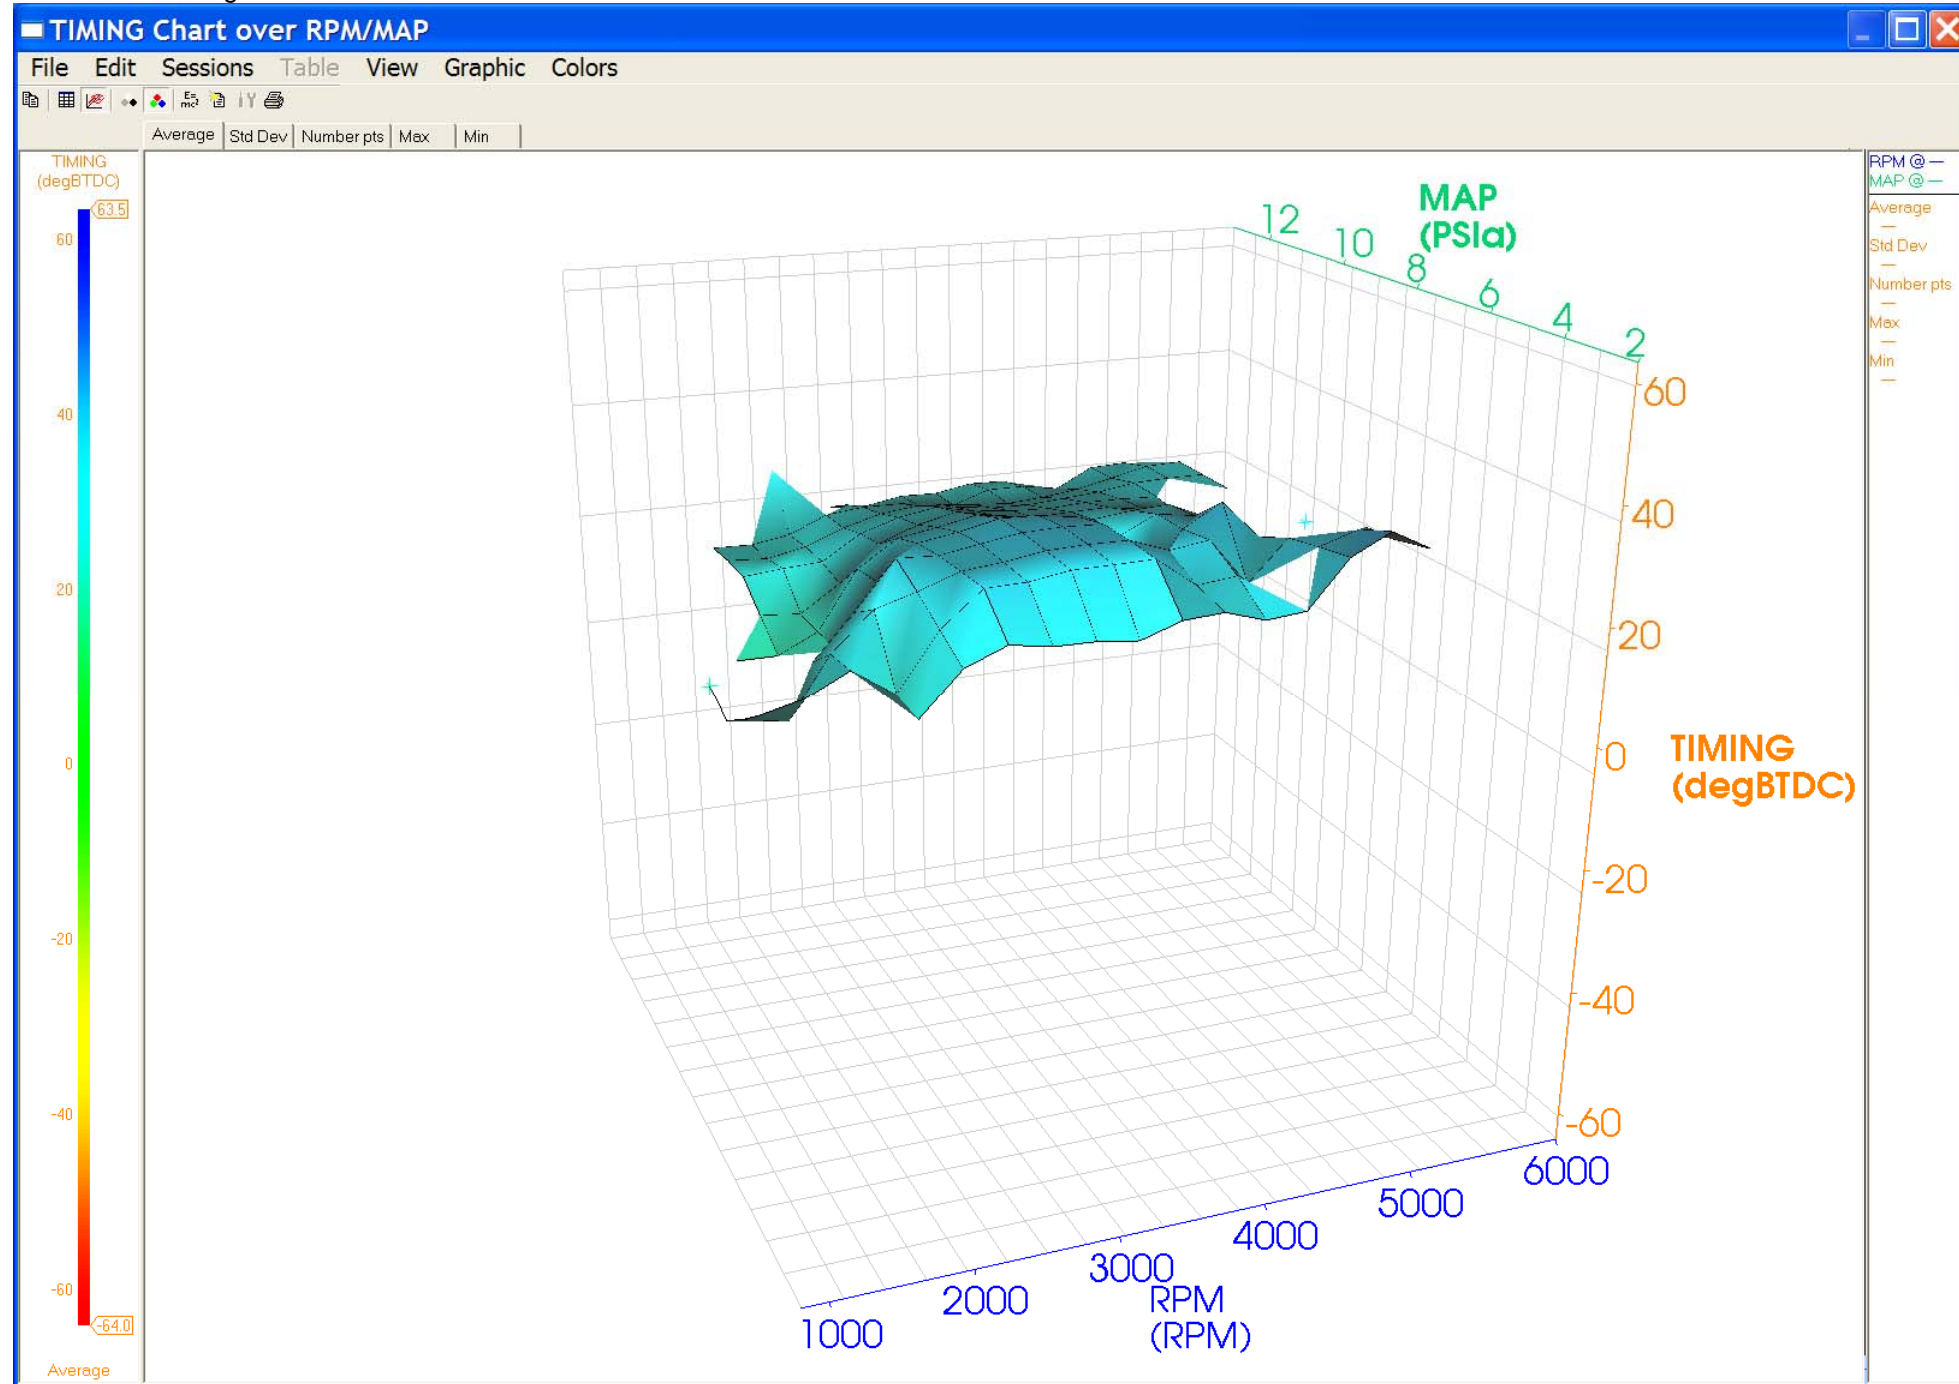 TIMING Chart over RPM/MAP
File Edit Sessions Table View Graphic Colors
Average Std Dev Number pts Max Min
TIMING
(degBTDC)
63.5
60
40
20
0
-20
-40
-60
-64.0
Average
MAP
(PSIa)
12
10
8
6
4
2
60
40
20
0
-20
-40
-60
TIMING
(degBTDC)
1000
2000
3000
4000
5000
6000
RPM
(RPM)
RPM @ —
MAP @ —
Average
—
Std Dev
—
Number pts
—
Max
—
Min
—